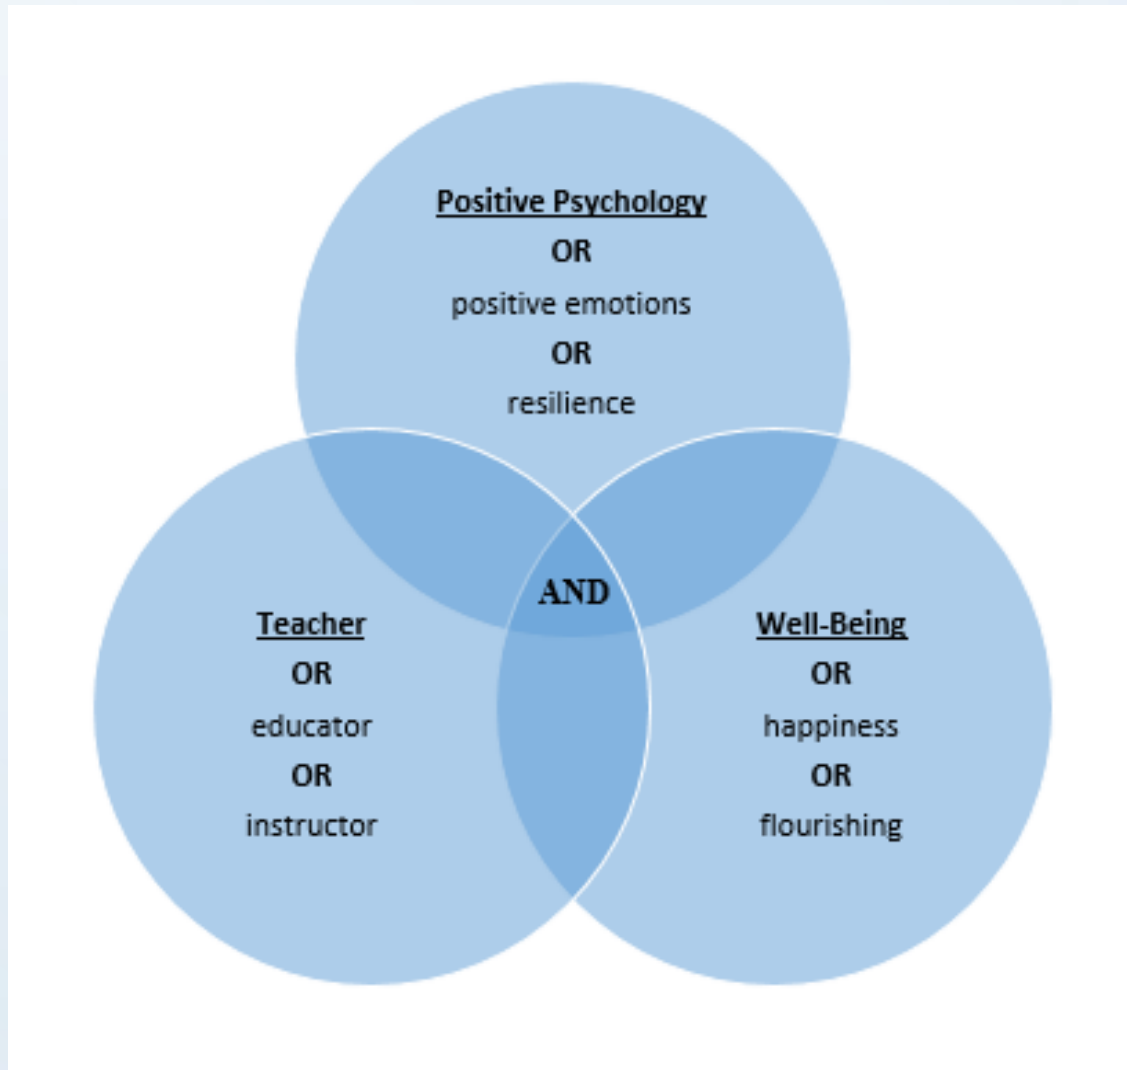 Positive Psychology
OR
positive emotions
OR
resilience
AND
Teacher
OR
educator
OR
instructor
Well-Being
OR
happiness
OR
flourishing